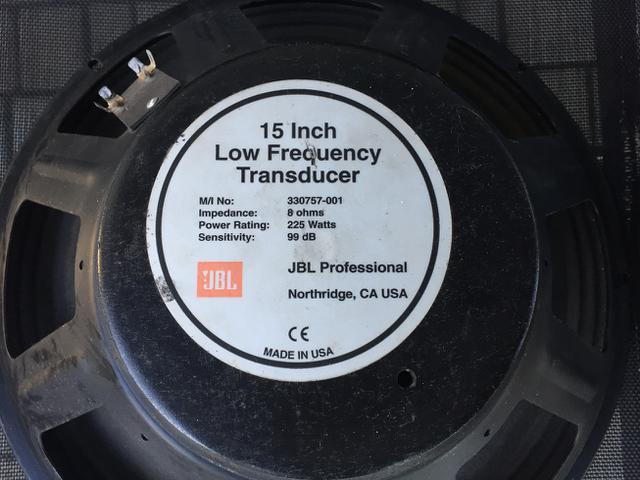 15 Inch
Low Frequency
Transducer
M/I No: 330757-001
Impedance: 8 ohms
Power Rating: 225 Watts
Sensitivity: 99 dB
JBL
JBL Professional
Northridge, CA USA
CE
MADE IN USA